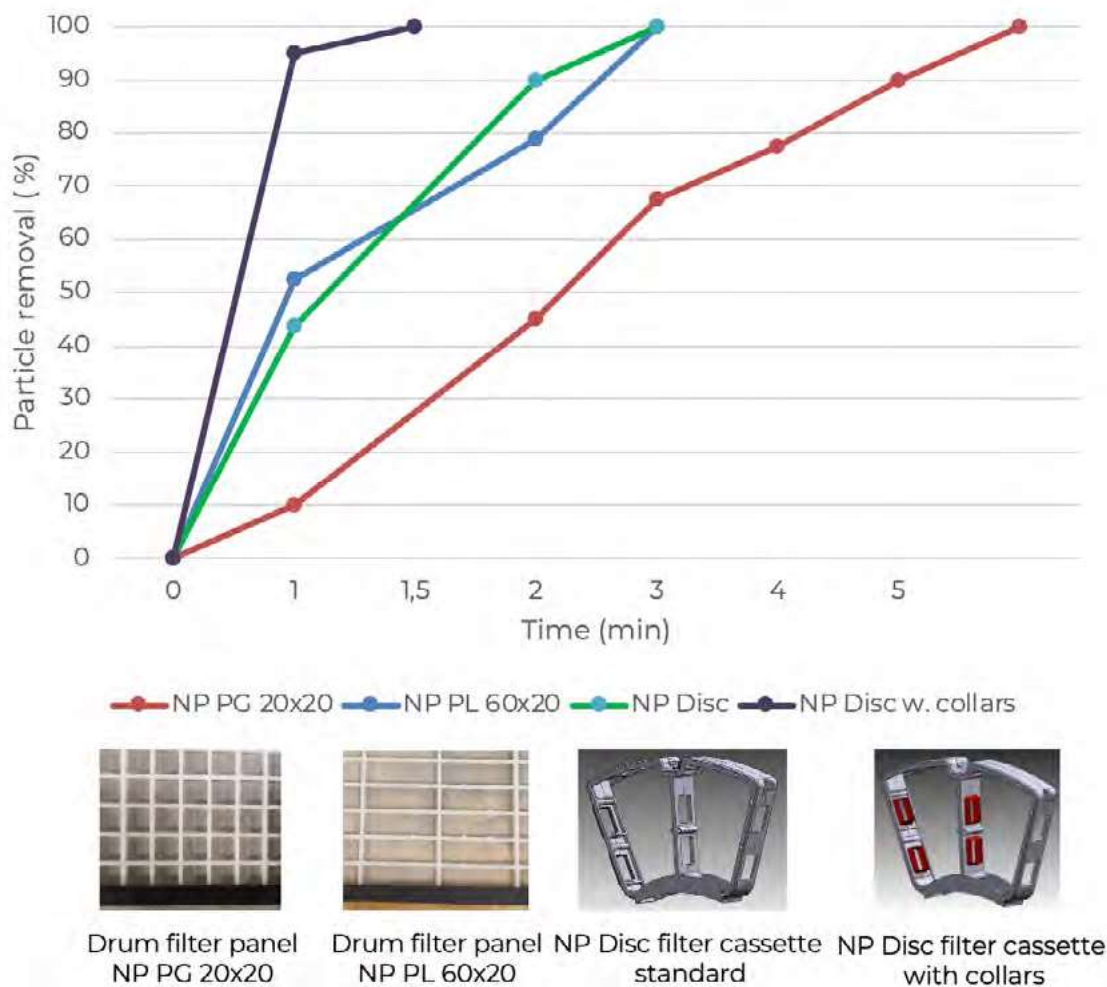 100
90
80
70
60
50
40
30
20
10
0
Particle removal ( %)
0 1 1,5 2 3 4 5
Time (min)
NP PG 20x20 NP PL 60x20 NP Disc NP Disc w. collars
Drum filter panel
NP PG 20x20
Drum filter panel
NP PL 60x20
NP Disc filter cassette
standard
NP Disc filter cassette
with collars